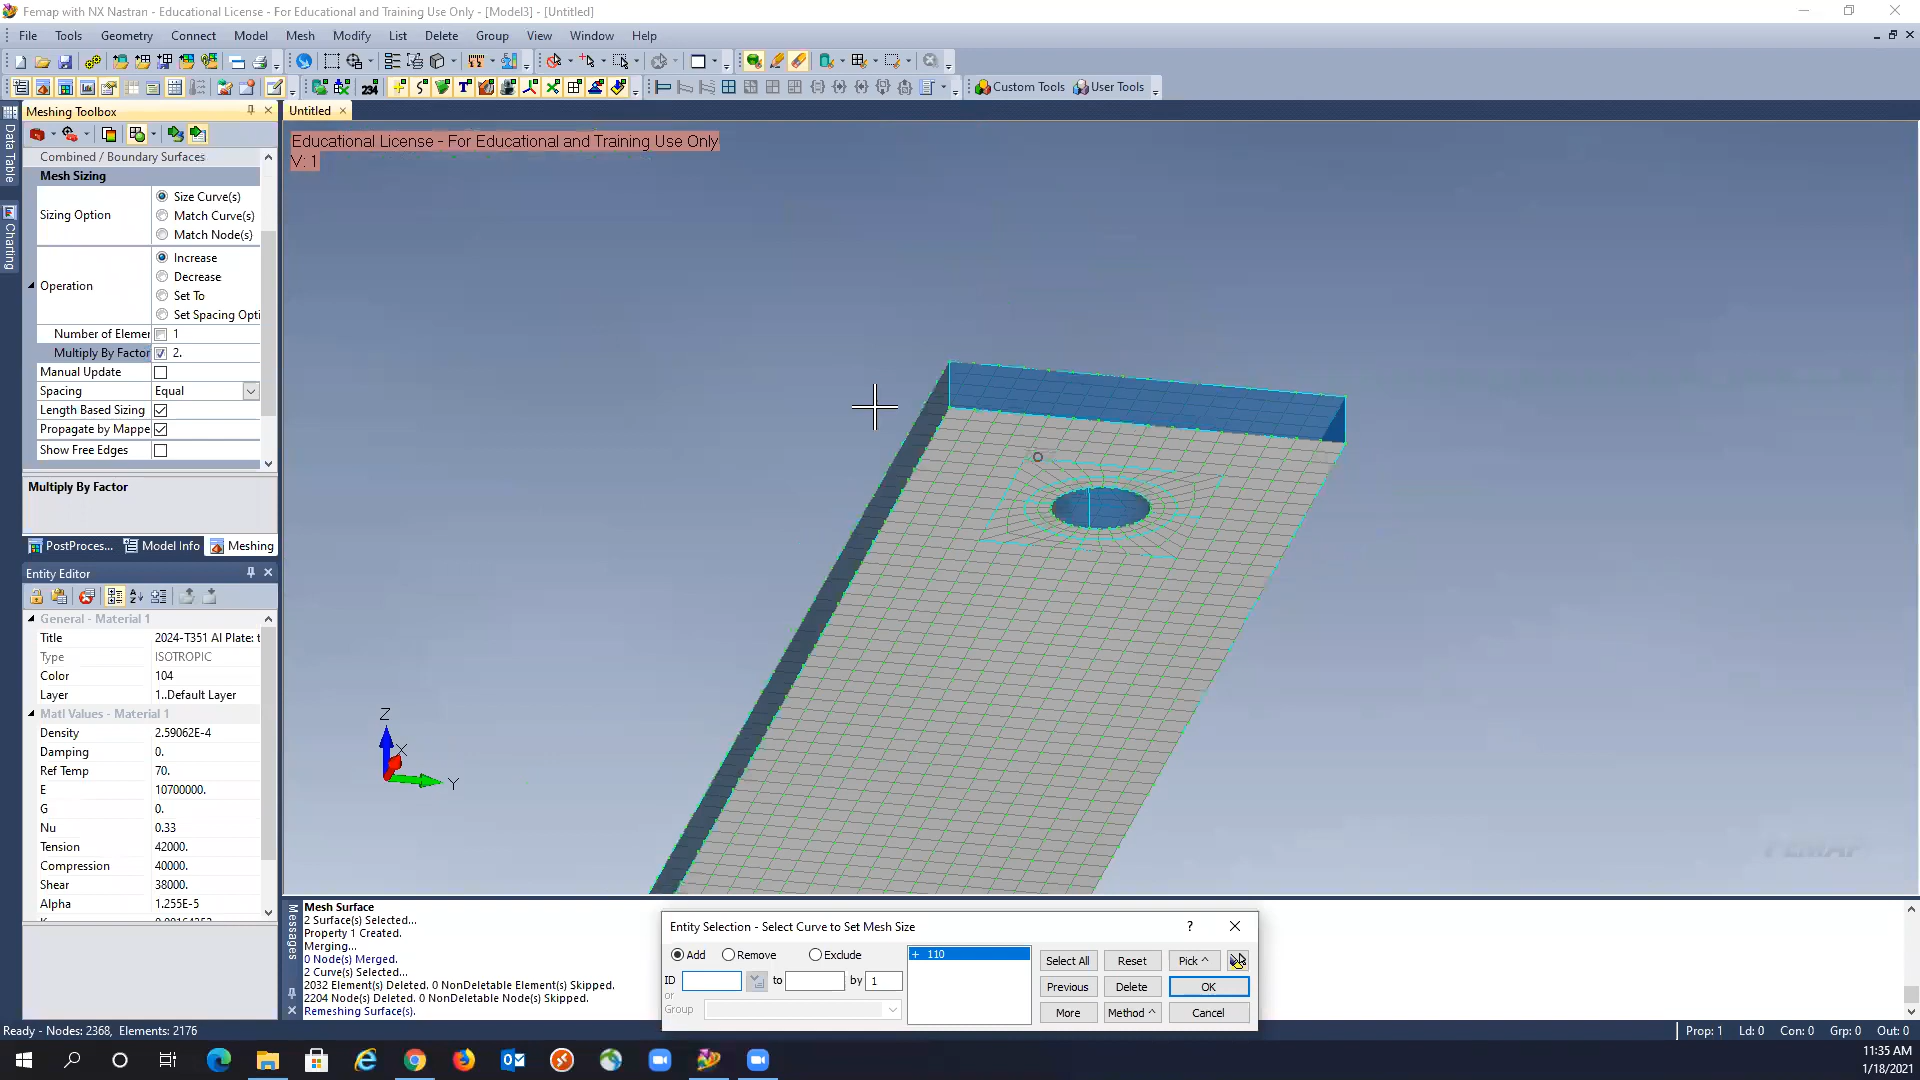 Femap with NX Nastran - Educational License - For Educational and Training Use Only - [Model3] - [Untitled]
File Tools Geometry Connect Model Mesh Modify List Delete Group View Window Help
234 Custom Tools User Tools
Meshing Toolbox
Untitled
Data Table
Charting
Educational License - For Educational and Training Use Only
V: 1
Combined / Boundary Surfaces
Mesh Sizing
Sizing Option
Size Curve(s)
Match Curve(s)
Match Node(s)
Operation
Increase
Decrease
Set To
Set Spacing Opti
Number of Elemer 1
Multiply By Factor 2.
Manual Update
Spacing Equal
Length Based Sizing
Propagate by Mappe
Show Free Edges
Multiply By Factor
PostProces... Model Info Meshing
Entity Editor
General - Material 1
Title 2024-T351 Al Plate: t
Type ISOTROPIC
Color 104
Layer 1..Default Layer
Matl Values - Material 1
Density 2.59062E-4
Damping 0.
Ref Temp 70.
E 10700000.
G 0.
Nu 0.33
Tension 42000.
Compression 40000.
Shear 38000.
Alpha 1.255E-5
Z
X
Y
FEMAP
Messages
Mesh Surface
2 Surface(s) Selected...
Property 1 Created.
Merging...
0 Node(s) Merged.
2 Curve(s) Selected...
2032 Element(s) Deleted. 0 NonDeletable Element(s) Skipped.
2204 Node(s) Deleted. 0 NonDeletable Node(s) Skipped.
Remeshing Surface(s).
Entity Selection - Select Curve to Set Mesh Size
Add Remove Exclude
+ 110
ID to by 1
or
Group
Select All Reset Pick ^
Previous Delete OK
More Method ^ Cancel
Ready - Nodes: 2368, Elements: 2176
Prop: 1 Ld: 0 Con: 0 Grp: 0 Out: 0
11:35 AM
1/18/2021